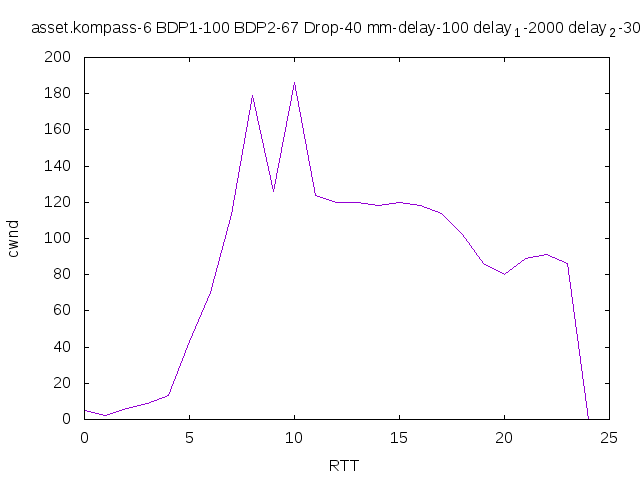 asset.kompass-6 BDP1-100 BDP2-67 Drop-40 mm-delay-100 delay₁-2000 delay₂-30
200
180
160
140
120
100
80
60
40
20
0
cwnd
0 5 10 15 20 25
RTT